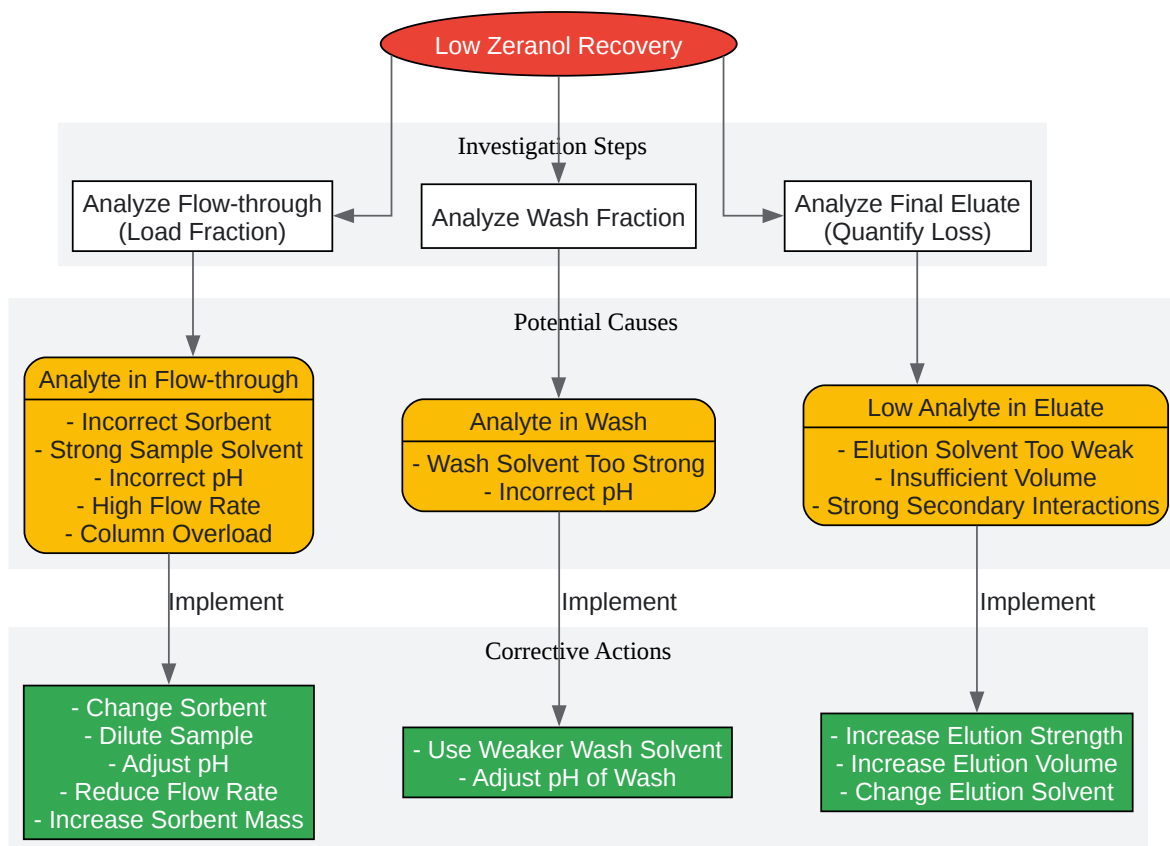 Low Zeranol Recovery
Investigation Steps
Analyze Flow-through
(Load Fraction)
Analyze Wash Fraction
Analyze Final Eluate
(Quantify Loss)
Potential Causes
Analyte in Flow-through
- Incorrect Sorbent
- Strong Sample Solvent
- Incorrect pH
- High Flow Rate
- Column Overload
Analyte in Wash
- Wash Solvent Too Strong
- Incorrect pH
Low Analyte in Eluate
- Elution Solvent Too Weak
- Insufficient Volume
- Strong Secondary Interactions
Implement
Implement
Implement
Corrective Actions
- Change Sorbent
- Dilute Sample
- Adjust pH
- Reduce Flow Rate
- Increase Sorbent Mass
- Use Weaker Wash Solvent
- Adjust pH of Wash
- Increase Elution Strength
- Increase Elution Volume
- Change Elution Solvent